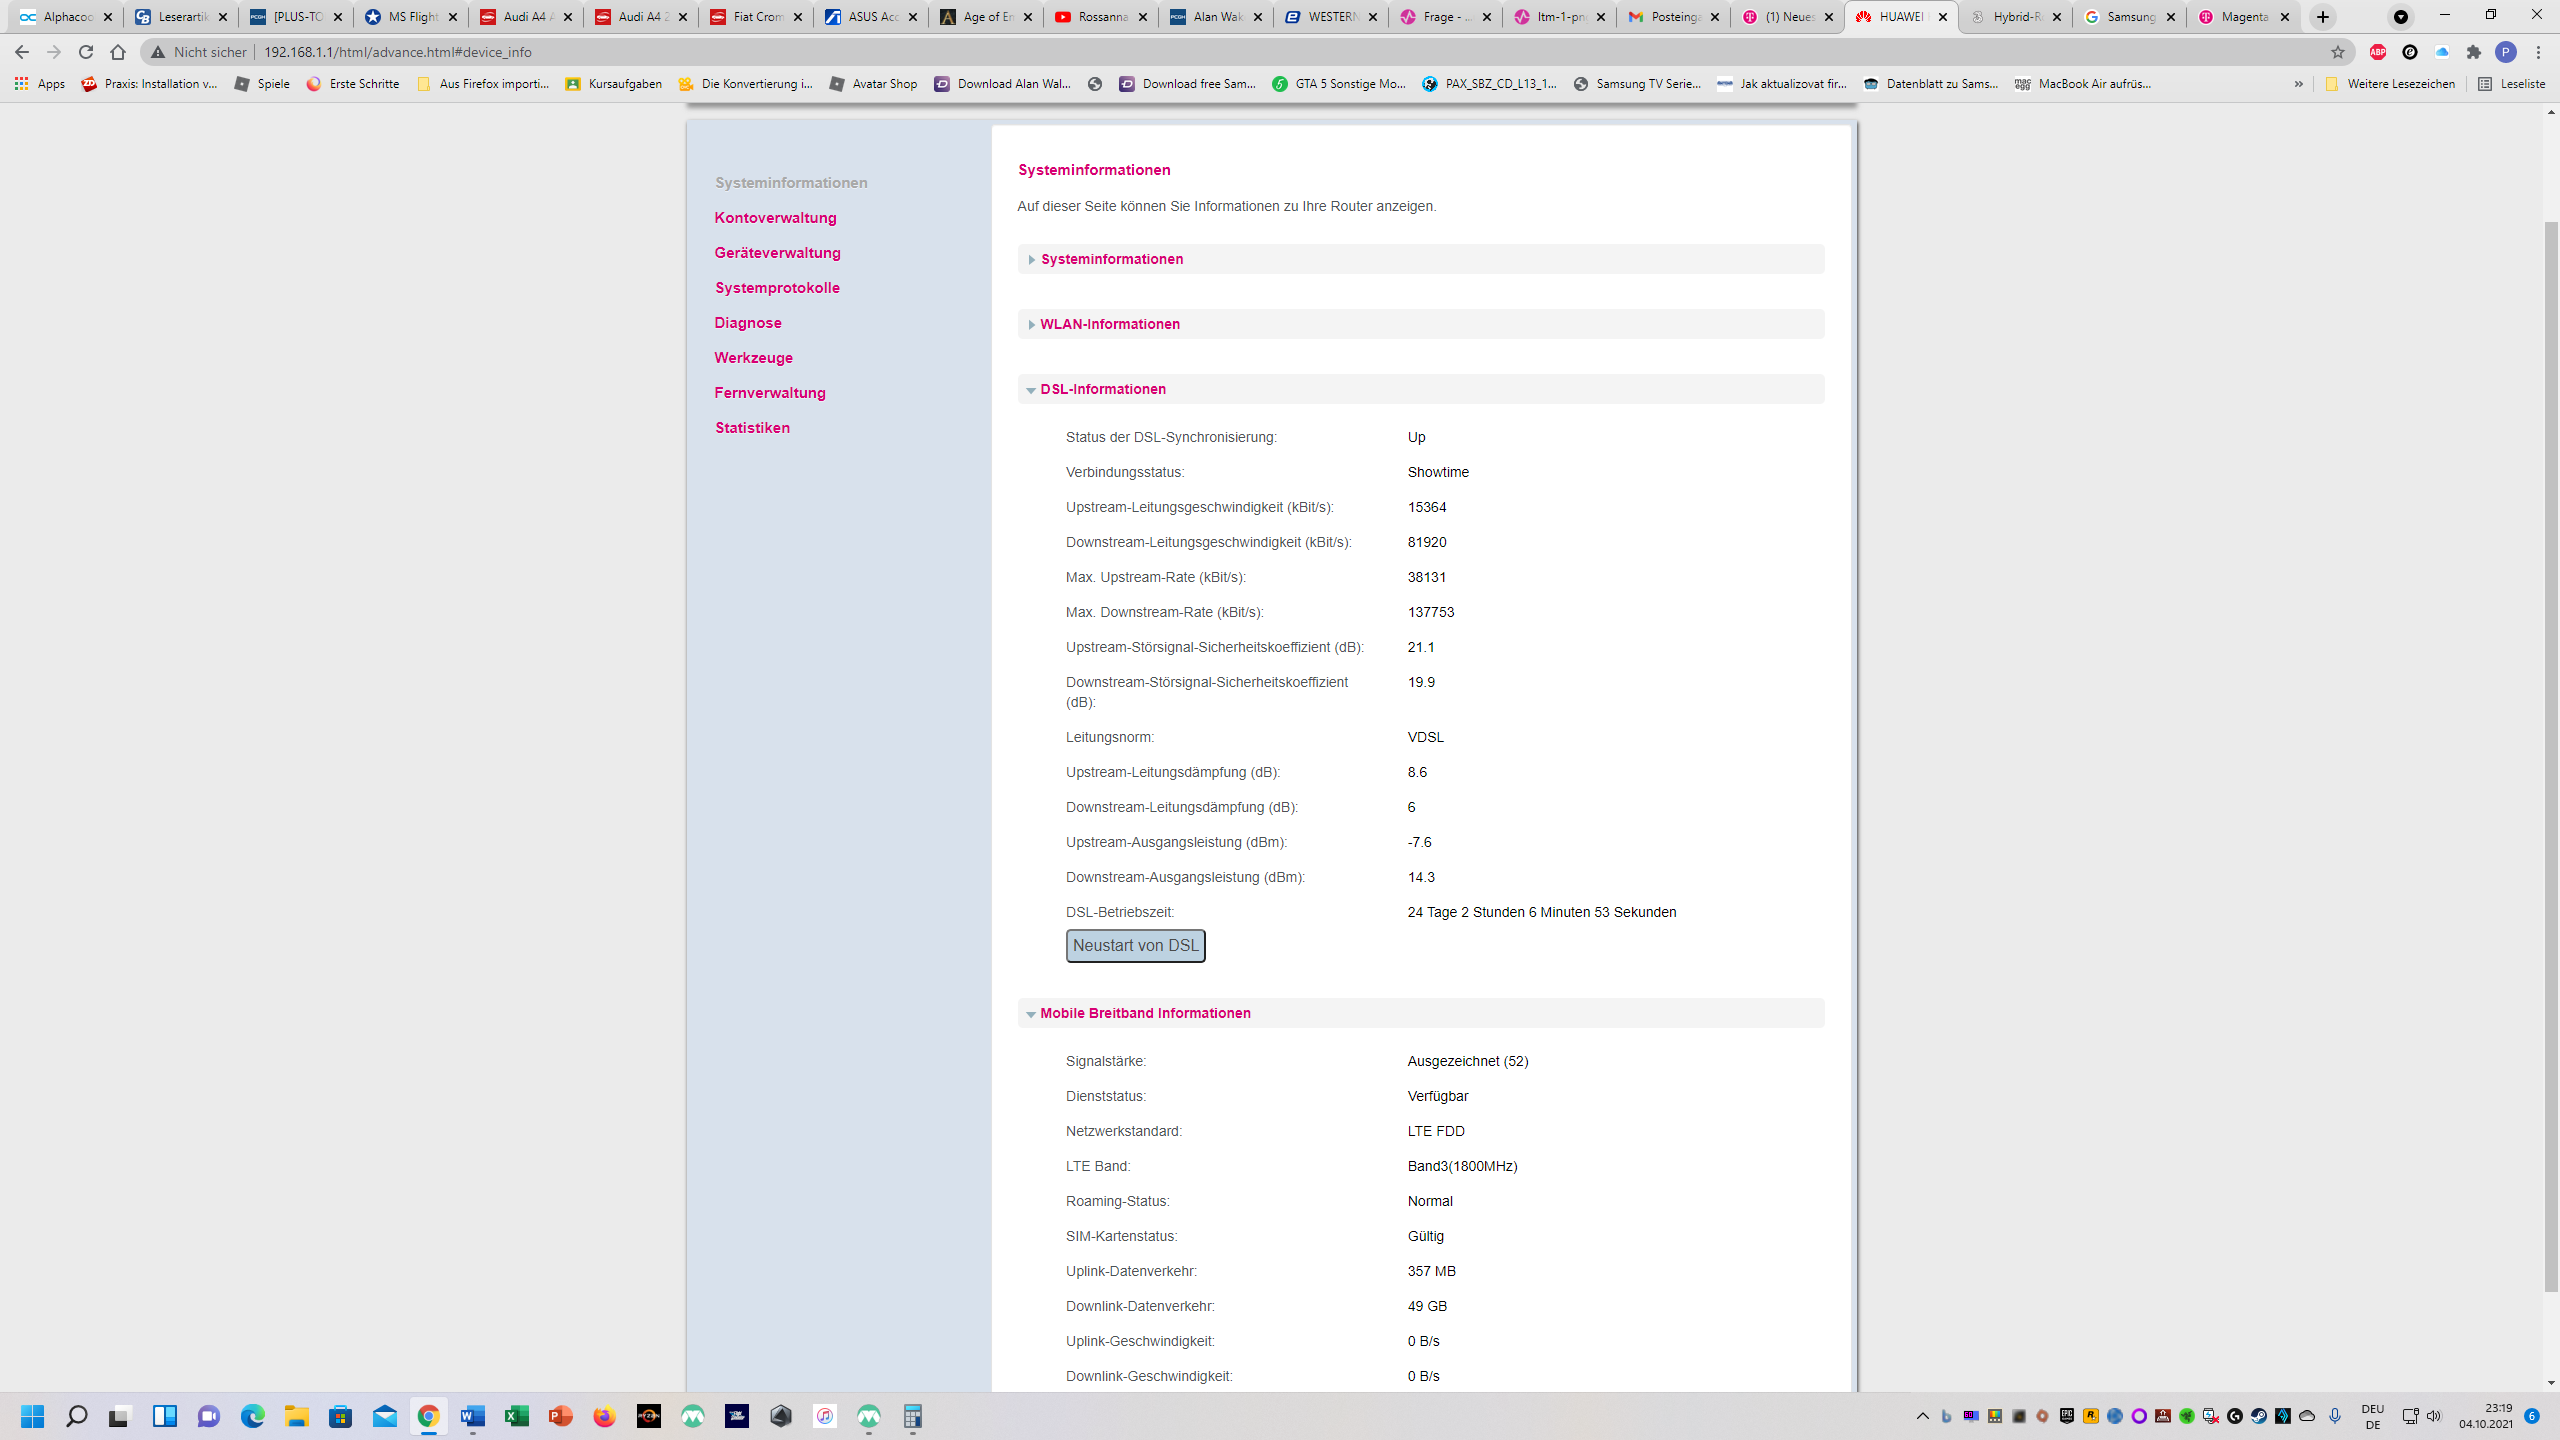 Alphacoo
Leserartik
[PLUS-TO
MS Flight
Audi A4 A
Audi A4 2
Fiat Crom
ASUS Acc
Age of En
Rossanna
Alan Wak
WESTERN
Frage - ..
ltm-1-pn
Posteinga
(1) Neues
HUAWEI
Hybrid-R
Samsung
Magenta
Nicht sicher 192.168.1.1/html/advance.html#device_info
ABP
P
Apps
Praxis: Installation v...
Spiele
Erste Schritte
Aus Firefox importi...
Kursaufgaben
Die Konvertierung i...
Avatar Shop
Download Alan Wal...
Download free Sam...
GTA 5 Sonstige Mo...
PAX_SBZ_CD_L13_1...
Samsung TV Serie...
Jak aktualizovat fir...
Datenblatt zu Sams...
MacBook Air aufrüs...
»
Weitere Lesezeichen
Leseliste
Systeminformationen
Kontoverwaltung
Geräteverwaltung
Systemprotokolle
Diagnose
Werkzeuge
Fernverwaltung
Statistiken
Systeminformationen
Auf dieser Seite können Sie Informationen zu Ihre Router anzeigen.
Systeminformationen
WLAN-Informationen
DSL-Informationen
Status der DSL-Synchronisierung: Up
Verbindungsstatus: Showtime
Upstream-Leitungsgeschwindigkeit (kBit/s): 15364
Downstream-Leitungsgeschwindigkeit (kBit/s): 81920
Max. Upstream-Rate (kBit/s): 38131
Max. Downstream-Rate (kBit/s): 137753
Upstream-Störsignal-Sicherheitskoeffizient (dB): 21.1
Downstream-Störsignal-Sicherheitskoeffizient 19.9
(dB):
Leitungsnorm: VDSL
Upstream-Leitungsdämpfung (dB): 8.6
Downstream-Leitungsdämpfung (dB): 6
Upstream-Ausgangsleistung (dBm): -7.6
Downstream-Ausgangsleistung (dBm): 14.3
DSL-Betriebszeit: 24 Tage 2 Stunden 6 Minuten 53 Sekunden
Neustart von DSL
Mobile Breitband Informationen
Signalstärke: Ausgezeichnet (52)
Dienststatus: Verfügbar
Netzwerkstandard: LTE FDD
LTE Band: Band3(1800MHz)
Roaming-Status: Normal
SIM-Kartenstatus: Gültig
Uplink-Datenverkehr: 357 MB
Downlink-Datenverkehr: 49 GB
Uplink-Geschwindigkeit: 0 B/s
Downlink-Geschwindigkeit: 0 B/s
DEU
DE
23:19
04.10.2021
6